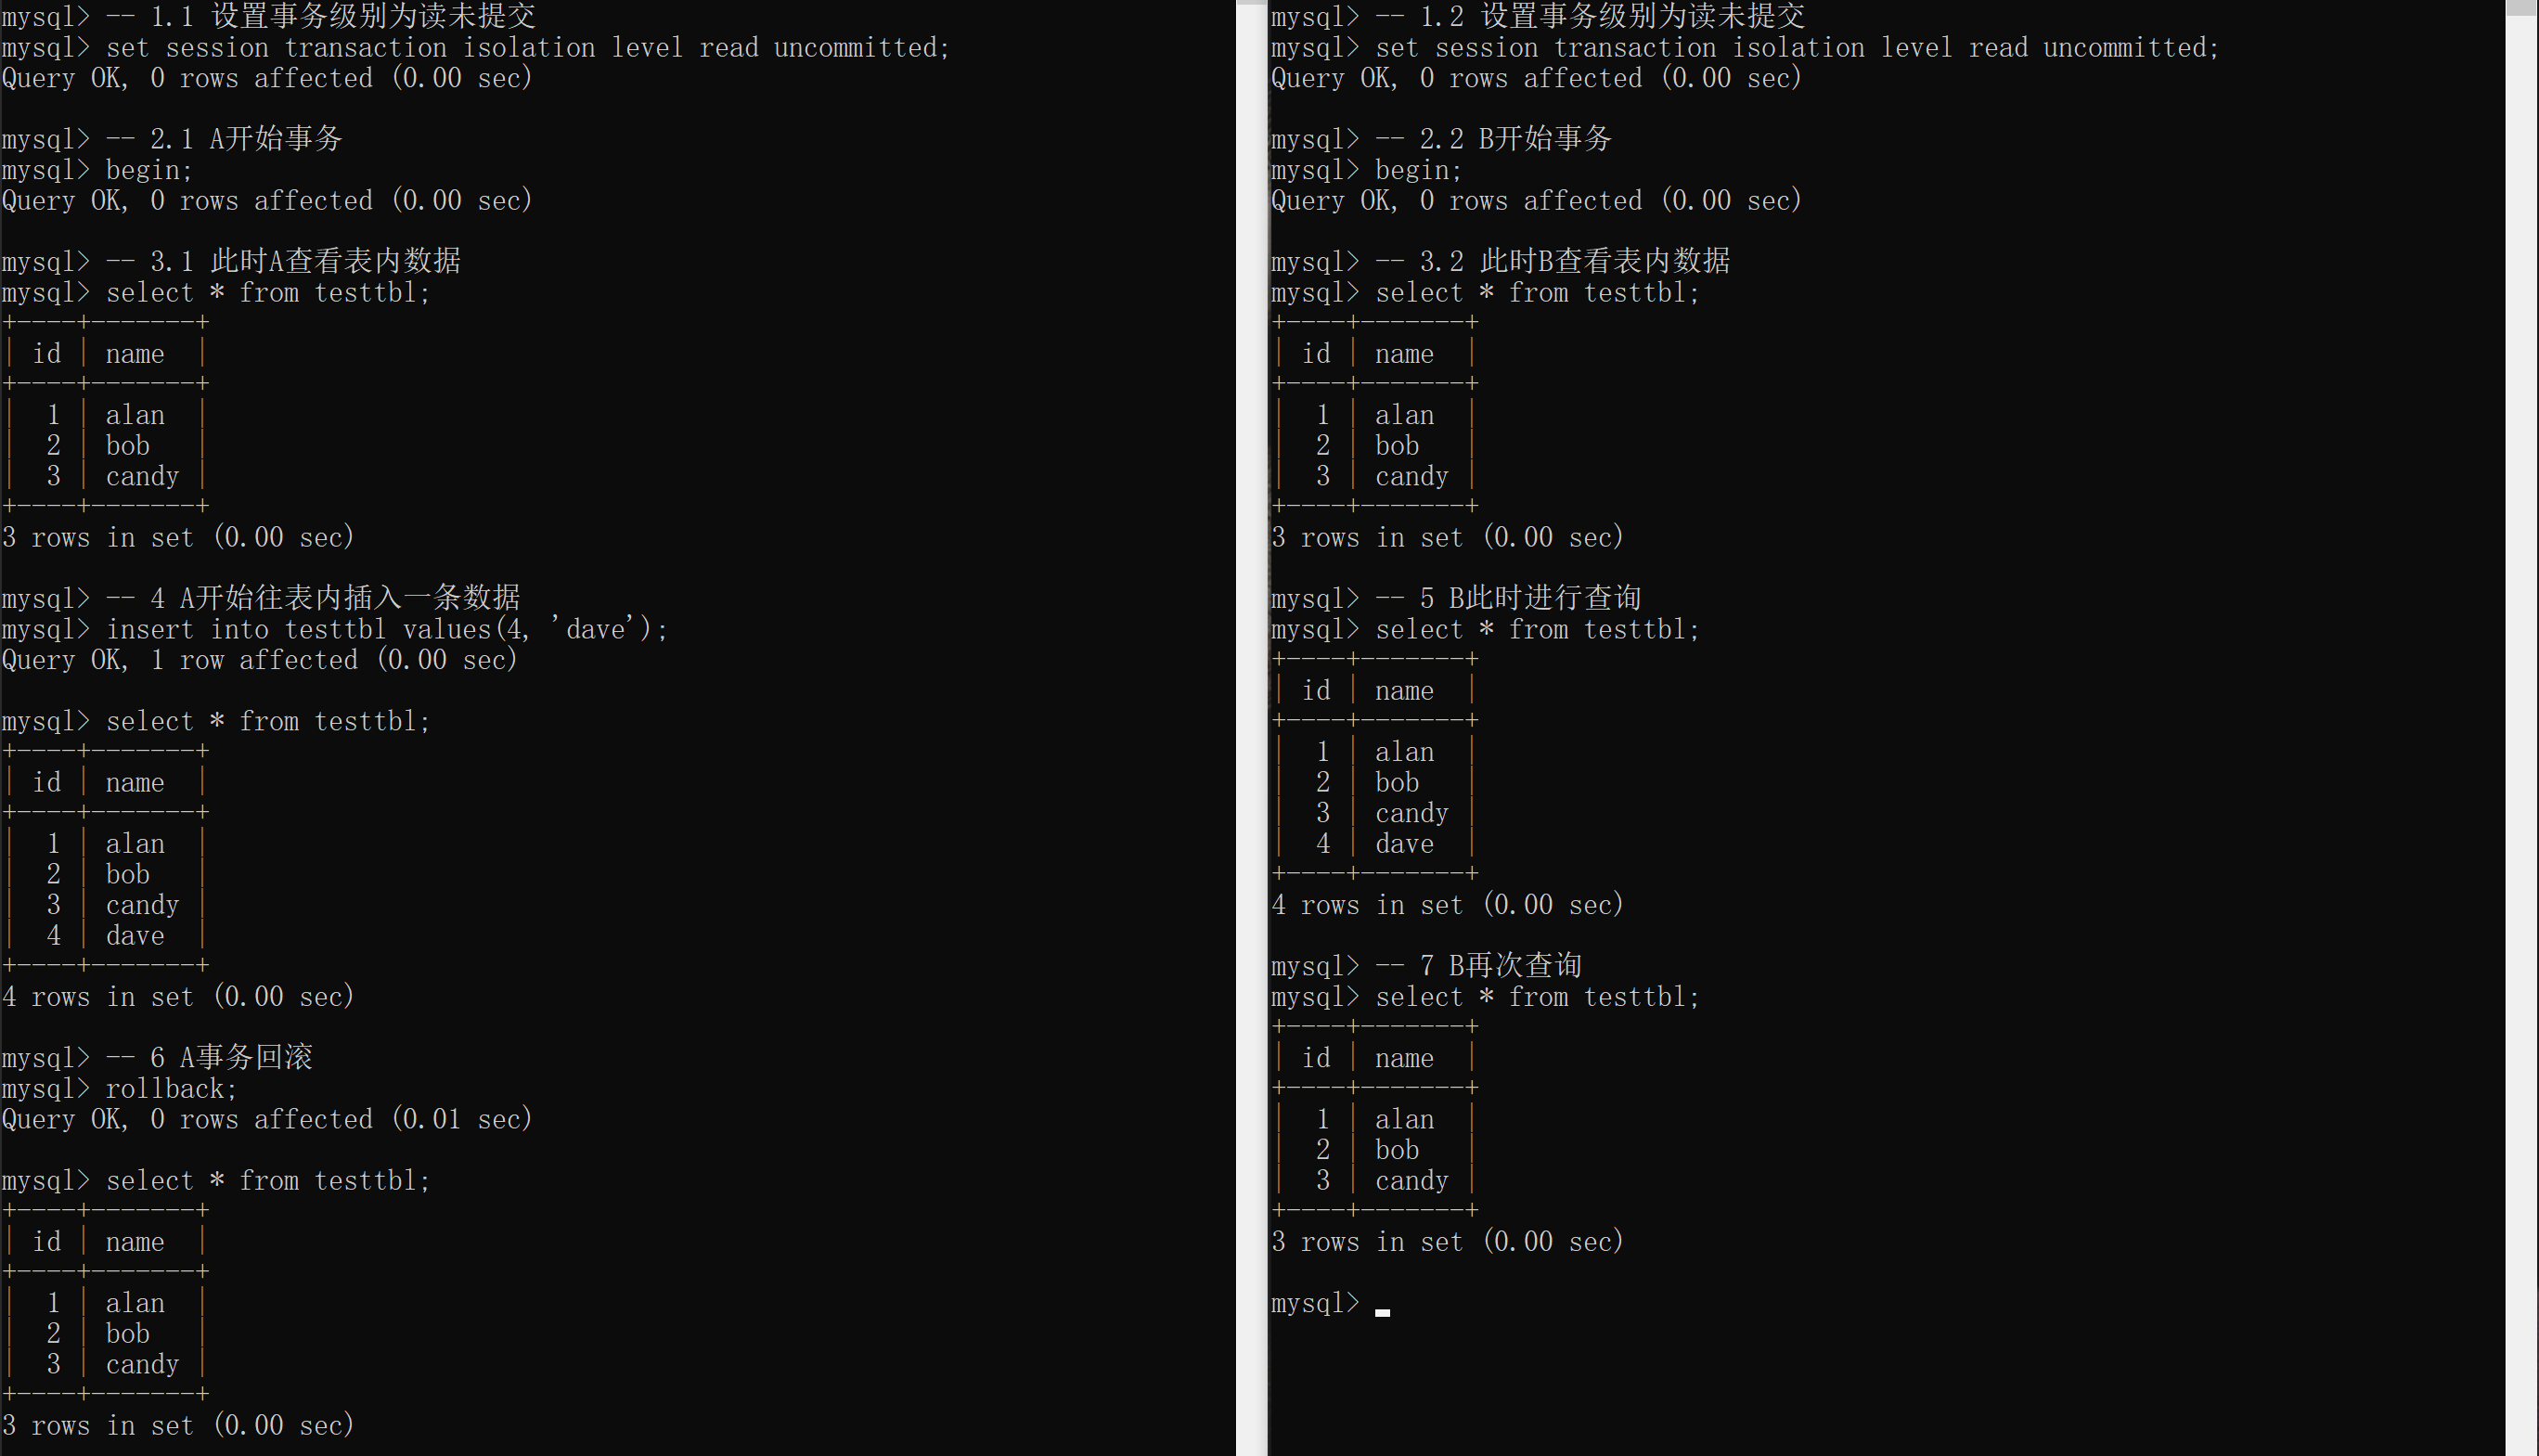 mysql> -- 1.1 设置事务级别为读未提交
mysql> set session transaction isolation level read uncommitted;
Query OK, 0 rows affected (0.00 sec)

mysql> -- 2.1 A开始事务
mysql> begin;
Query OK, 0 rows affected (0.00 sec)

mysql> -- 3.1 此时A查看表内数据
mysql> select * from testtbl;
+----+-------+
| id | name  |
+----+-------+
|  1 | alan  |
|  2 | bob   |
|  3 | candy |
+----+-------+
3 rows in set (0.00 sec)

mysql> -- 4 A开始往表内插入一条数据
mysql> insert into testtbl values(4, 'dave');
Query OK, 1 row affected (0.00 sec)

mysql> select * from testtbl;
+----+-------+
| id | name  |
+----+-------+
|  1 | alan  |
|  2 | bob   |
|  3 | candy |
|  4 | dave  |
+----+-------+
4 rows in set (0.00 sec)

mysql> -- 6 A事务回滚
mysql> rollback;
Query OK, 0 rows affected (0.01 sec)

mysql> select * from testtbl;
+----+-------+
| id | name  |
+----+-------+
|  1 | alan  |
|  2 | bob   |
|  3 | candy |
+----+-------+
3 rows in set (0.00 sec)

mysql> -- 1.2 设置事务级别为读未提交
mysql> set session transaction isolation level read uncommitted;
Query OK, 0 rows affected (0.00 sec)

mysql> -- 2.2 B开始事务
mysql> begin;
Query OK, 0 rows affected (0.00 sec)

mysql> -- 3.2 此时B查看表内数据
mysql> select * from testtbl;
+----+-------+
| id | name  |
+----+-------+
|  1 | alan  |
|  2 | bob   |
|  3 | candy |
+----+-------+
3 rows in set (0.00 sec)

mysql> -- 5 B此时进行查询
mysql> select * from testtbl;
+----+-------+
| id | name  |
+----+-------+
|  1 | alan  |
|  2 | bob   |
|  3 | candy |
|  4 | dave  |
+----+-------+
4 rows in set (0.00 sec)

mysql> -- 7 B再次查询
mysql> select * from testtbl;
+----+-------+
| id | name  |
+----+-------+
|  1 | alan  |
|  2 | bob   |
|  3 | candy |
+----+-------+
3 rows in set (0.00 sec)

mysql>